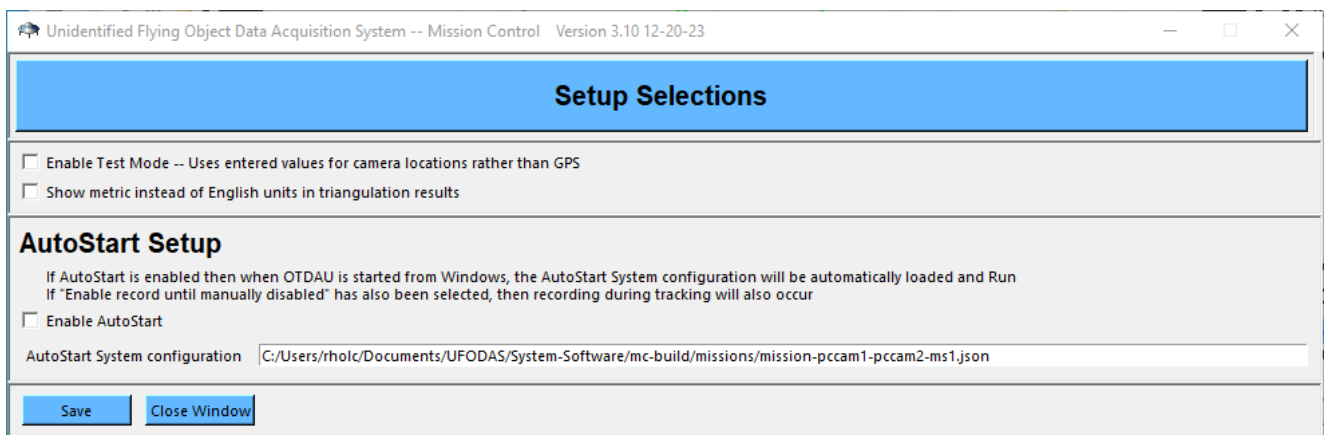 Unidentified Flying Object Data Acquisition System -- Mission Control Version 3.10 12-20-23
Setup Selections
Enable Test Mode -- Uses entered values for camera locations rather than GPS
Show metric instead of English units in triangulation results
AutoStart Setup
If AutoStart is enabled then when OTDAU is started from Windows, the AutoStart System configuration will be automatically loaded and Run
If "Enable record until manually disabled" has also been selected, then recording during tracking will also occur
Enable AutoStart
AutoStart System configuration C:/Users/rholc/Documents/UFODAS/System-Software/mc-build/missions/mission-pccam1-pccam2-ms1.json
Save Close Window